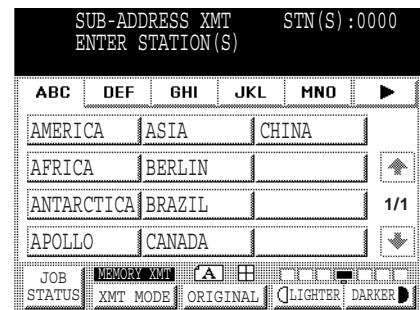 SUB-ADDRESS XMT STN(S):0000
ENTER STATION(S)
ABC DEF GHI JKL MNO
AMERICA ASIA CHINA
AFRICA BERLIN
ANTARCTICA BRAZIL 1/1
APOLLO CANADA
JOB STATUS MEMORY XMT A
XMT MODE ORIGINAL LIGHTER DARKER